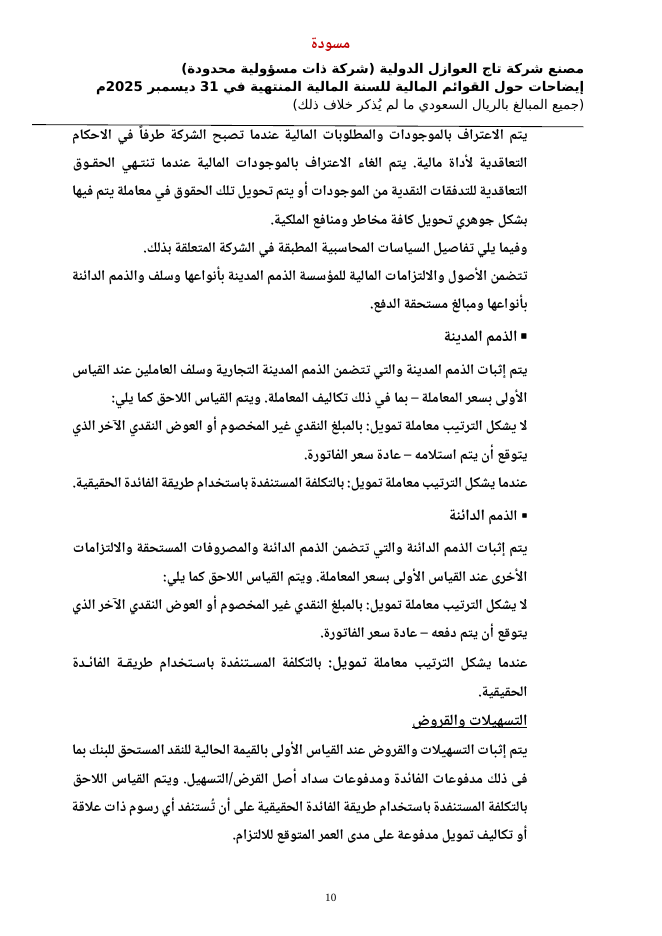 مسودة
مصنع شركة تاج العوازل الدولية (شركة ذات مسؤولية محدودة)
إيضاحات حول القوائم المالية للسنة المالية المنتهية في 31 ديسمبر 2025م
(جميع المبالغ بالريال السعودي ما لم يُذكر خلاف ذلك)
يتم الاعتراف بالموجودات والمطلوبات المالية عندما تصبح الشركة طرفاً في الاحكام
التعاقدية لأداة مالية. يتم الغاء الاعتراف بالموجودات المالية عندما تنتهي الحقوق
التعاقدية للتدفقات النقدية من الموجودات أو يتم تحويل تلك الحقوق في معاملة يتم فيها
بشكل جوهري تحويل كافة مخاطر ومنافع الملكية.
وفيما يلي تفاصيل السياسات المحاسبية المطبقة في الشركة المتعلقة بذلك.
تتضمن الأصول والالتزامات المالية للمؤسسة الذمم المدينة بأنواعها وسلف والذمم الدائنة
بأنواعها ومبالغ مستحقة الدفع.
▪ الذمم المدينة
يتم إثبات الذمم المدينة والتي تتضمن الذمم المدينة التجارية وسلف العاملين عند القياس
الأولى بسعر المعاملة – بما في ذلك تكاليف المعاملة. ويتم القياس اللاحق كما يلي:
لا يشكل الترتيب معاملة تمويل: بالمبلغ النقدي غير المخصوم أو العوض النقدي الآخر الذي
يتوقع أن يتم استلامه – عادة سعر الفاتورة.
عندما يشكل الترتيب معاملة تمويل: بالتكلفة المستنفدة باستخدام طريقة الفائدة الحقيقية.
▪ الذمم الدائنة
يتم إثبات الذمم الدائنة والتي تتضمن الذمم الدائنة والمصروفات المستحقة والالتزامات
الأخرى عند القياس الأولى بسعر المعاملة. ويتم القياس اللاحق كما يلي:
لا يشكل الترتيب معاملة تمويل: بالمبلغ النقدي غير المخصوم أو العوض النقدي الآخر الذي
يتوقع أن يتم دفعه – عادة سعر الفاتورة.
عندما يشكل الترتيب معاملة تمويل: بالتكلفة المستنفدة باستخدام طريقة الفائدة
الحقيقية.
التسهيلات والقروض
يتم إثبات التسهيلات والقروض عند القياس الأولى بالقيمة الحالية للنقد المستحق للبنك بما
فى ذلك مدفوعات الفائدة ومدفوعات سداد أصل القرض/التسهيل. ويتم القياس اللاحق
بالتكلفة المستنفدة باستخدام طريقة الفائدة الحقيقية على أن تُستنفد أي رسوم ذات علاقة
أو تكاليف تمويل مدفوعة على مدى العمر المتوقع للالتزام.
10